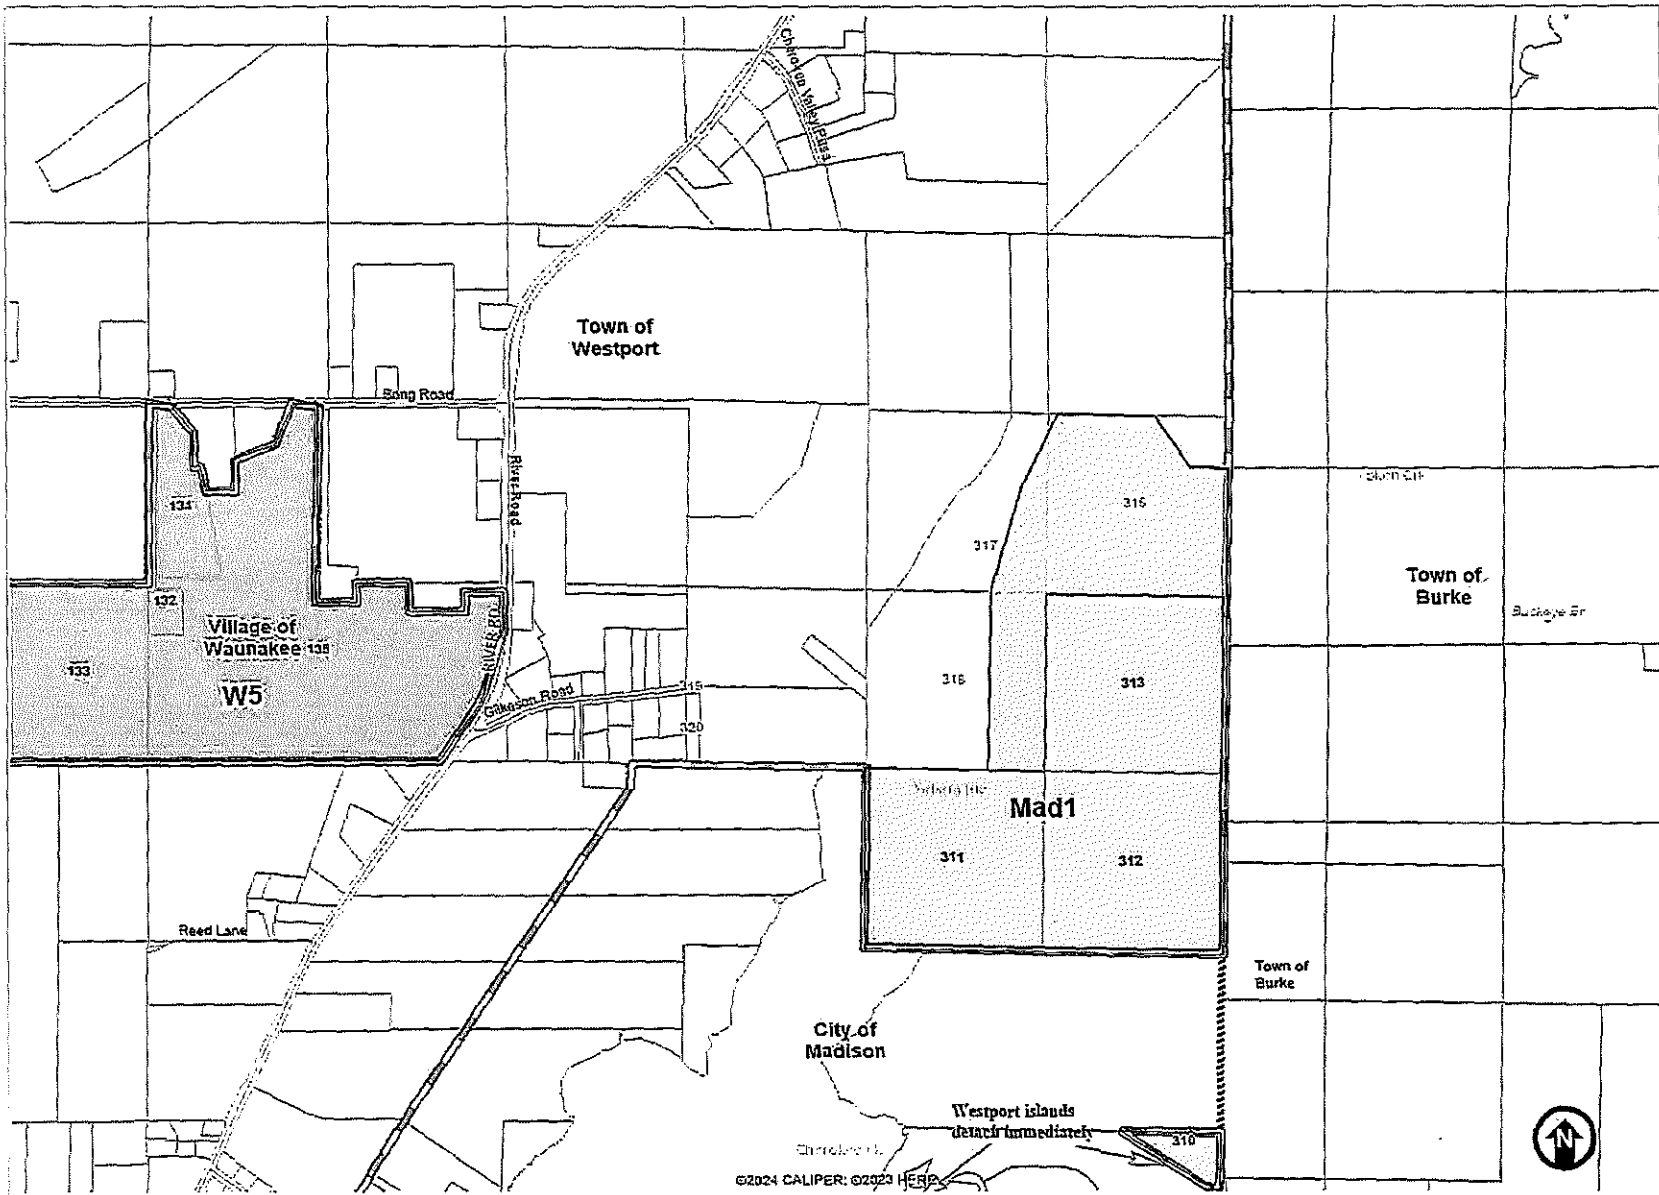 Cherokee Valley Pass
Town of
Westport
Bong Road
River Road
134
317
316
Town of
Burke
132
Village of
Waunakee 135
133
W5
RIVER RD
Gilkeson Road
319
320
318
313
Mad1
311
312
Reed Lane
Town of
Burke
City of
Madison
Westport islands
detach immediately
310
©2024 CALIPER; ©2023 HERE
N